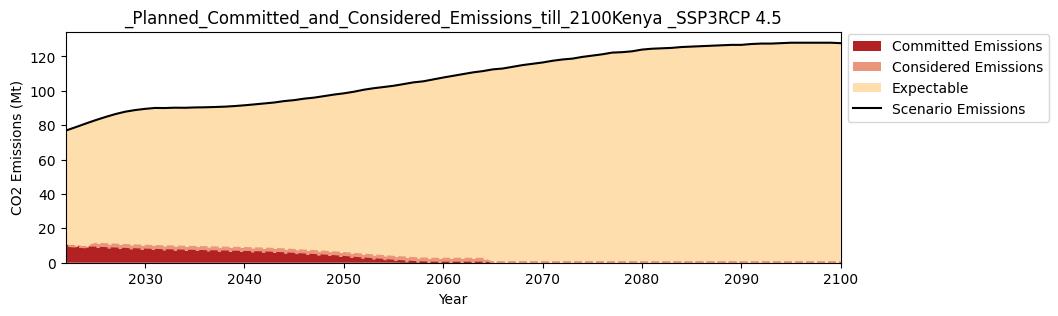 _Planned_Committed_and_Considered_Emissions_till_2100Kenya _SSP3RCP 4.5
CO2 Emissions (Mt)
120
100
80
60
40
20
0
2030
2040
2050
2060
2070
2080
2090
2100
Year
Committed Emissions
Considered Emissions
Expectable
Scenario Emissions